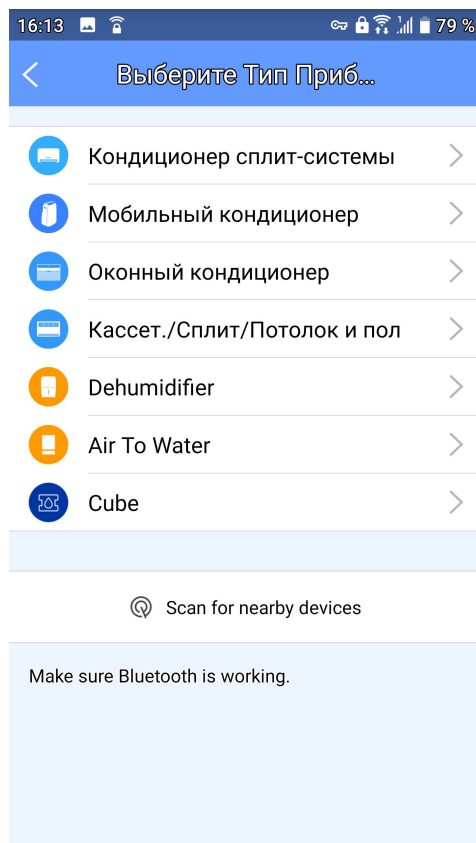 16:13 79 %
Выберите Тип Приб...
Кондиционер сплит-системы
Мобильный кондиционер
Оконный кондиционер
Кассет./Сплит/Потолок и пол
Dehumidifier
Air To Water
Cube
Scan for nearby devices
Make sure Bluetooth is working.